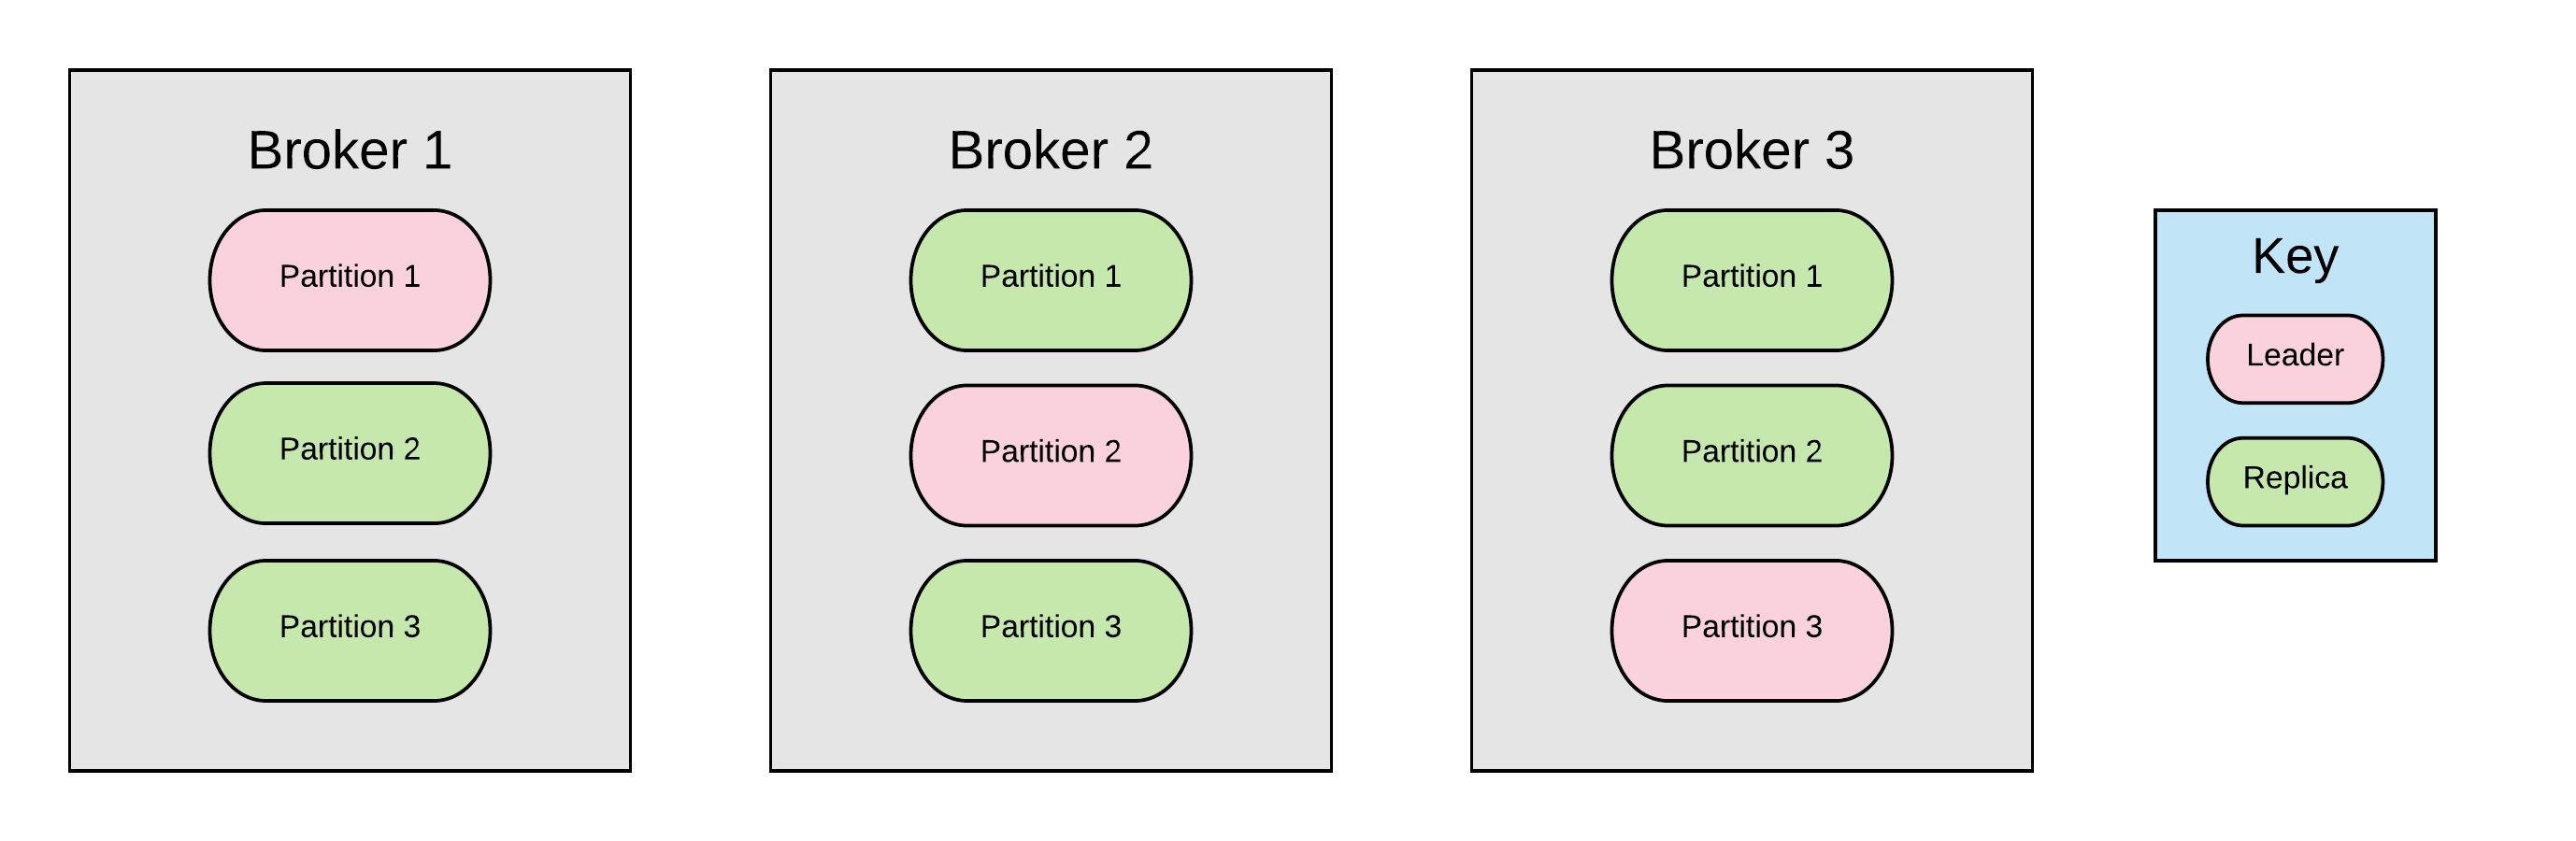 Broker 1
Partition 1
Partition 2
Partition 3
Broker 2
Partition 1
Partition 2
Partition 3
Broker 3
Partition 1
Partition 2
Partition 3
Key
Leader
Replica